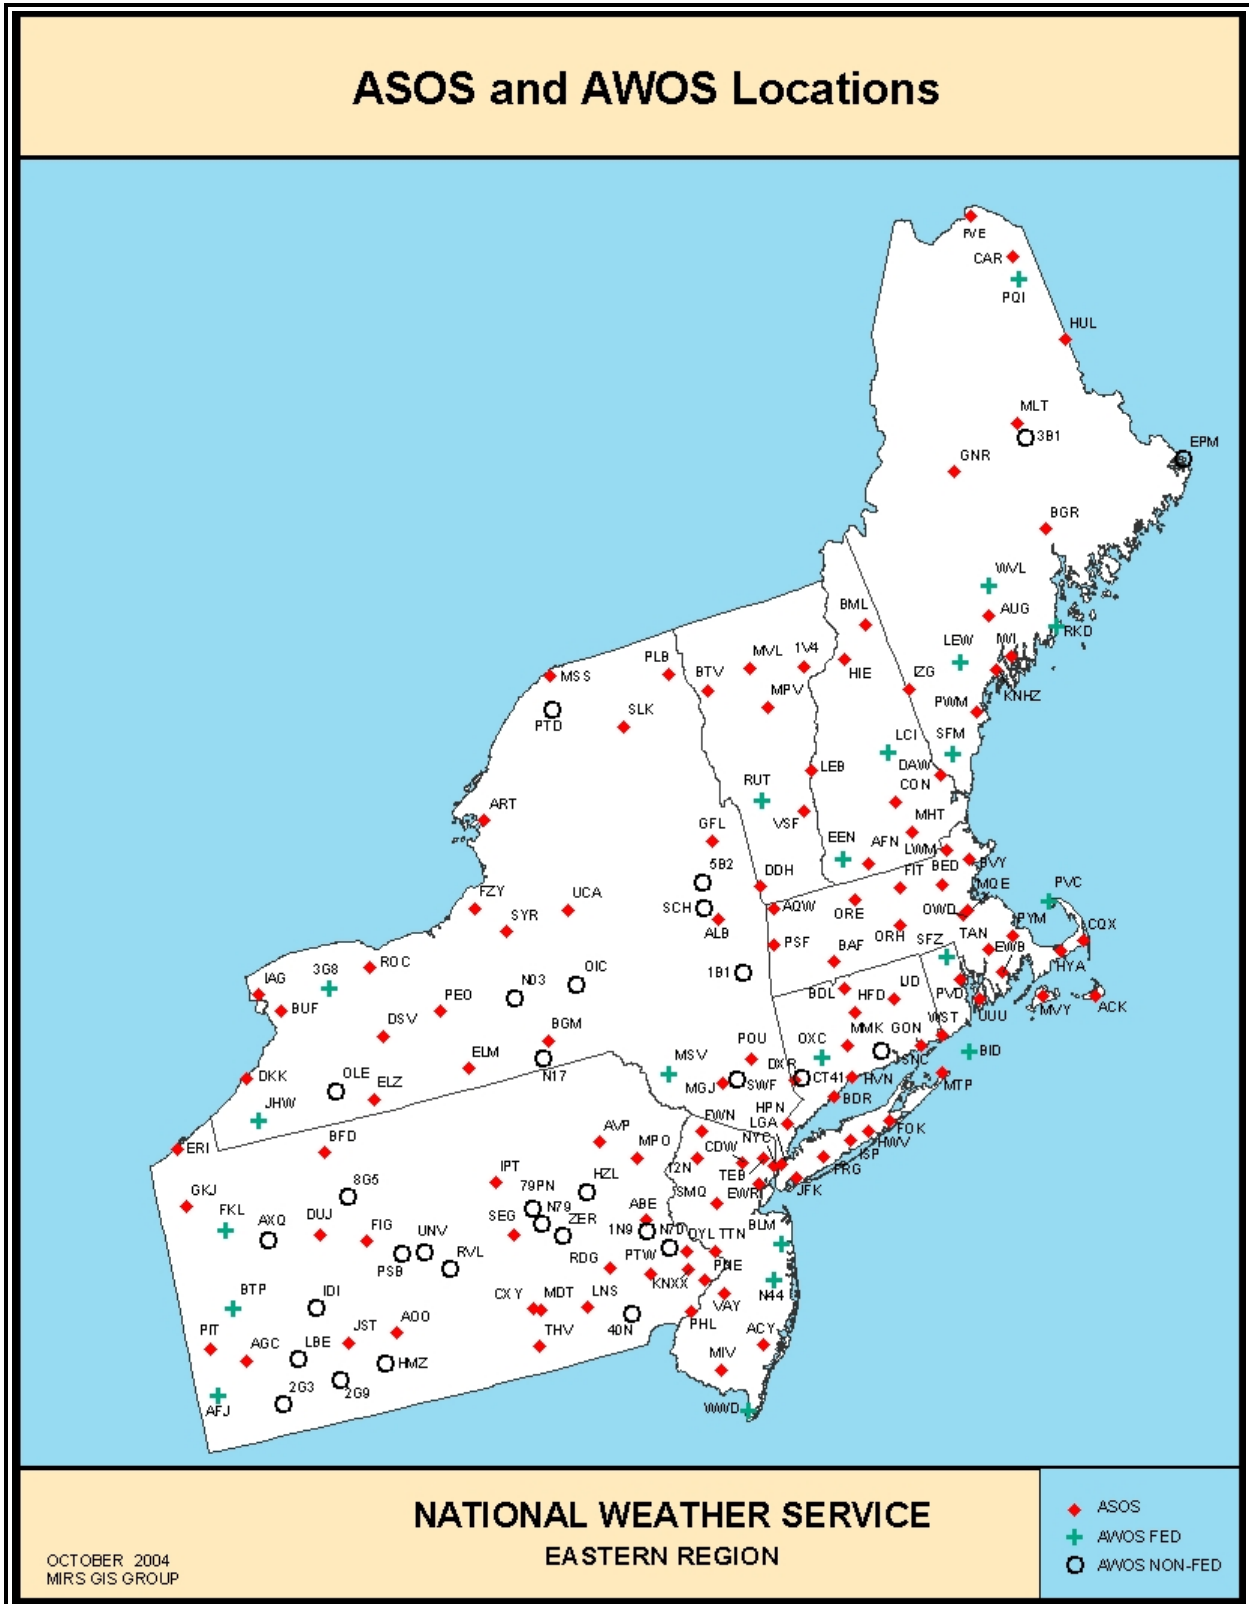 ASOS and AWOS Locations
FVE
CAR
PQI
HUL
MLT
3B1
EPM
GNR
BGR
WVL
AUG
RKD
BML
LEW
IWI
PLB
MVL
1V4
MSS
BTV
HIE
IZG
KNHZ
MPV
PWM
PTD
SLK
LCI
SFM
DAW
LEB
RUT
CON
ART
VSF
MHT
GFL
EEN
AFN
LWM
BVY
5B2
DDH
FIT
BED
MQE
PVC
FZY
UCA
SCH
AQW
ORE
OWD
PYM
CQX
SYR
ALB
PSF
ORH
SFZ
TAN
EWB
BAF
HYA
IAG
3G8
ROC
N03
OIC
1B1
BUF
PEO
BDL
HFD
IJD
PVD
UUU
MVY
ACK
DSV
BGM
POU
OXC
MMK
GON
WST
ELM
N17
MSV
DXR
SNC
BID
DKK
OLE
ELZ
MGJ
SWF
CT41
HVN
MTP
JHW
HPN
BDR
BFD
FWN
LGA
FOK
ERI
AVP
MPO
CDW
NYC
HWV
ISP
IPT
HZL
12N
TEB
FRG
8G5
79PN
SMQ
EWR
JFK
GKJ
N79
ABE
FKL
AXQ
DUJ
FIG
UNV
SEG
ZER
1N9
N70
DYL
TTN
BLM
PSB
RVL
RDG
PTW
KNXX
PNE
BTP
IDI
CXY
MDT
LNS
VAY
N44
PIT
AGC
LBE
JST
AOO
THV
40N
PHL
ACY
HMZ
MIV
AFJ
2G3
2G9
WWD
NATIONAL WEATHER SERVICE
EASTERN REGION
OCTOBER 2004
MIRS GIS GROUP
ASOS
AWOS FED
AWOS NON-FED